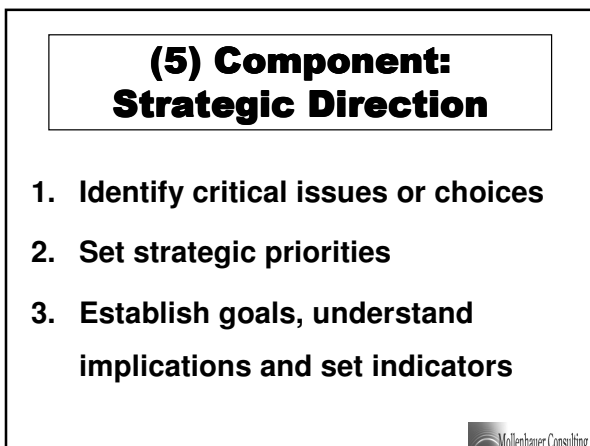 (5) Component:
Strategic Direction
1. Identify critical issues or choices
2. Set strategic priorities
3. Establish goals, understand
implications and set indicators
Mollenhauer Consulting